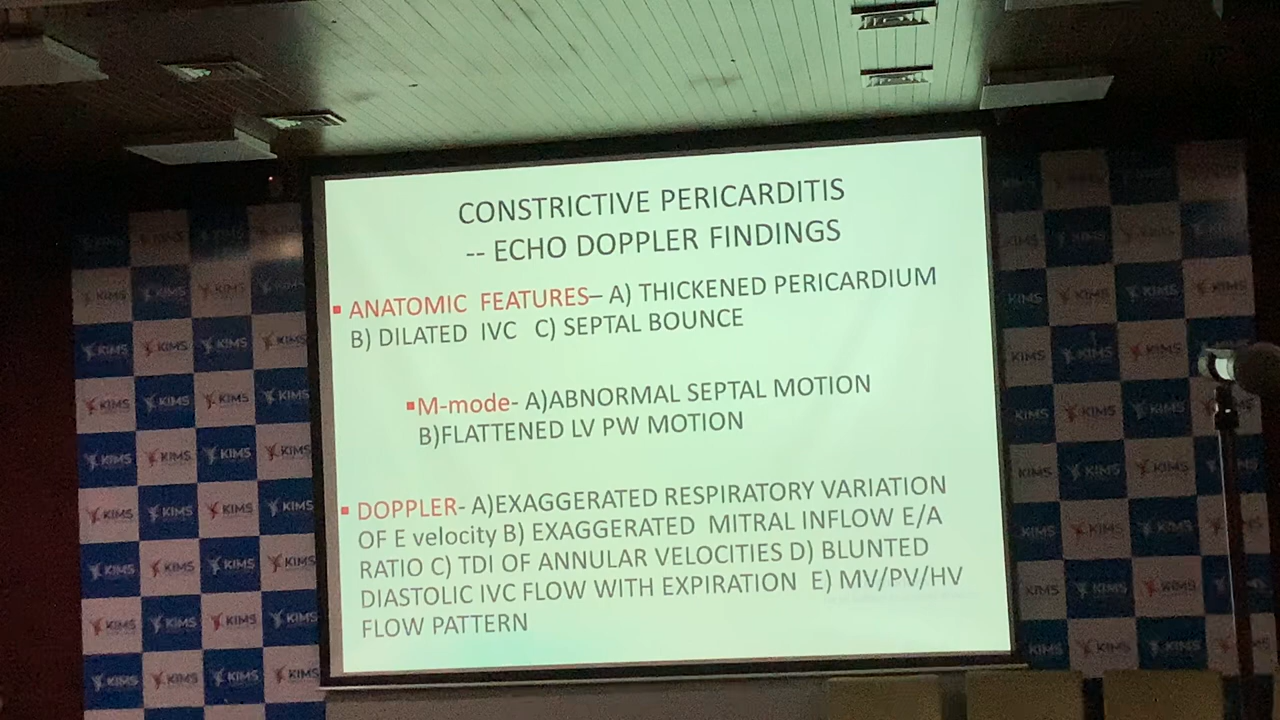 CONSTRICTIVE PERICARDITIS
-- ECHO DOPPLER FINDINGS
▪ ANATOMIC FEATURES– A) THICKENED PERICARDIUM
B) DILATED IVC C) SEPTAL BOUNCE
▪M-mode- A)ABNORMAL SEPTAL MOTION
B)FLATTENED LV PW MOTION
▪ DOPPLER- A)EXAGGERATED RESPIRATORY VARIATION
OF E velocity B) EXAGGERATED MITRAL INFLOW E/A
RATIO C) TDI OF ANNULAR VELOCITIES D) BLUNTED
DIASTOLIC IVC FLOW WITH EXPIRATION E) MV/PV/HV
FLOW PATTERN
KIMS